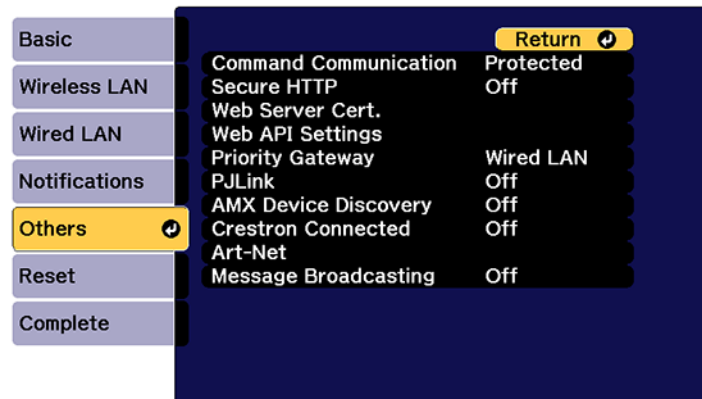 Basic
Wireless LAN
Wired LAN
Notifications
Others
Reset
Complete
Return
Command Communication Protected
Secure HTTP Off
Web Server Cert.
Web API Settings
Priority Gateway Wired LAN
PJLink Off
AMX Device Discovery Off
Crestron Connected Off
Art-Net
Message Broadcasting Off